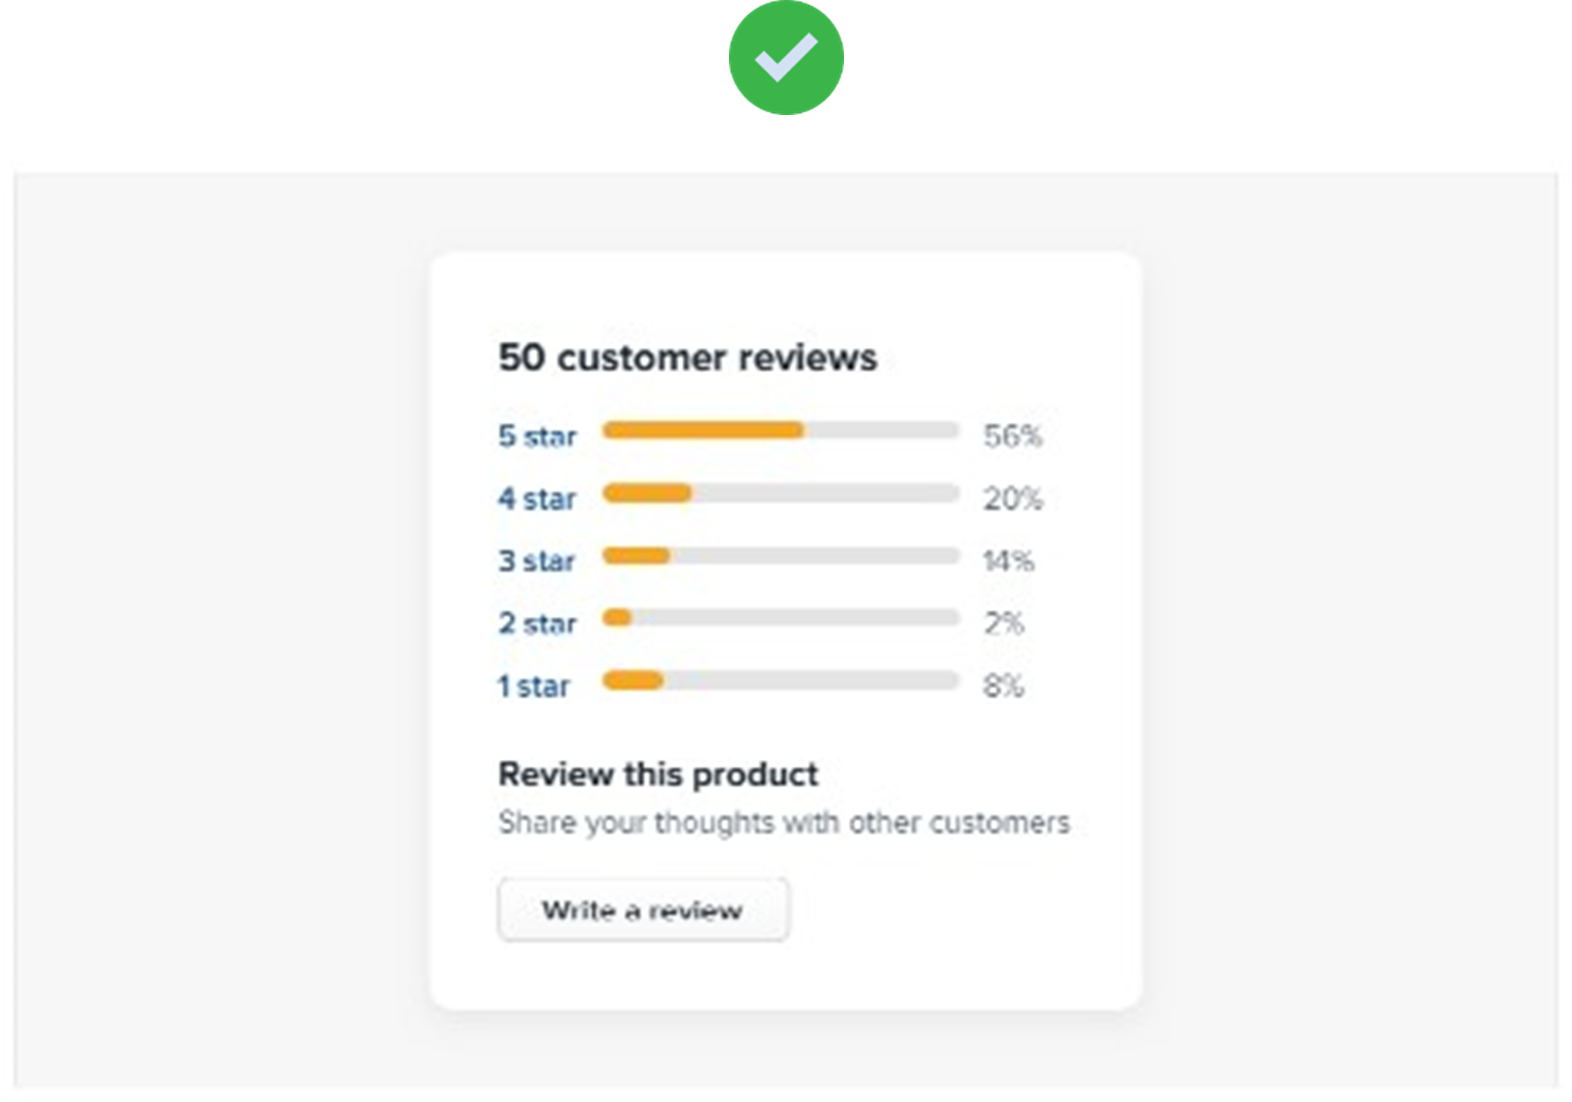 50 customer reviews
5 star 56%
4 star 20%
3 star 14%
2 star 2%
1 star 8%
Review this product
Share your thoughts with other customers
Write a review